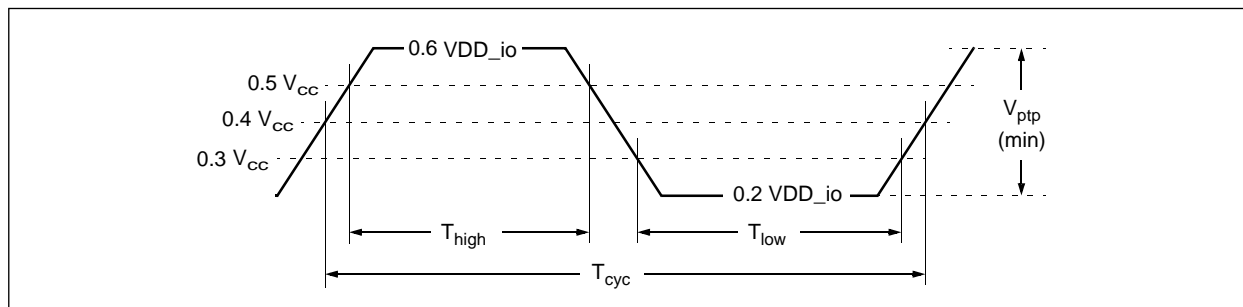 0.6 VDD_io
0.5 Vcc
0.4 Vcc
0.3 Vcc
Vptp
(min)
0.2 VDD_io
Thigh
Tlow
Tcyc